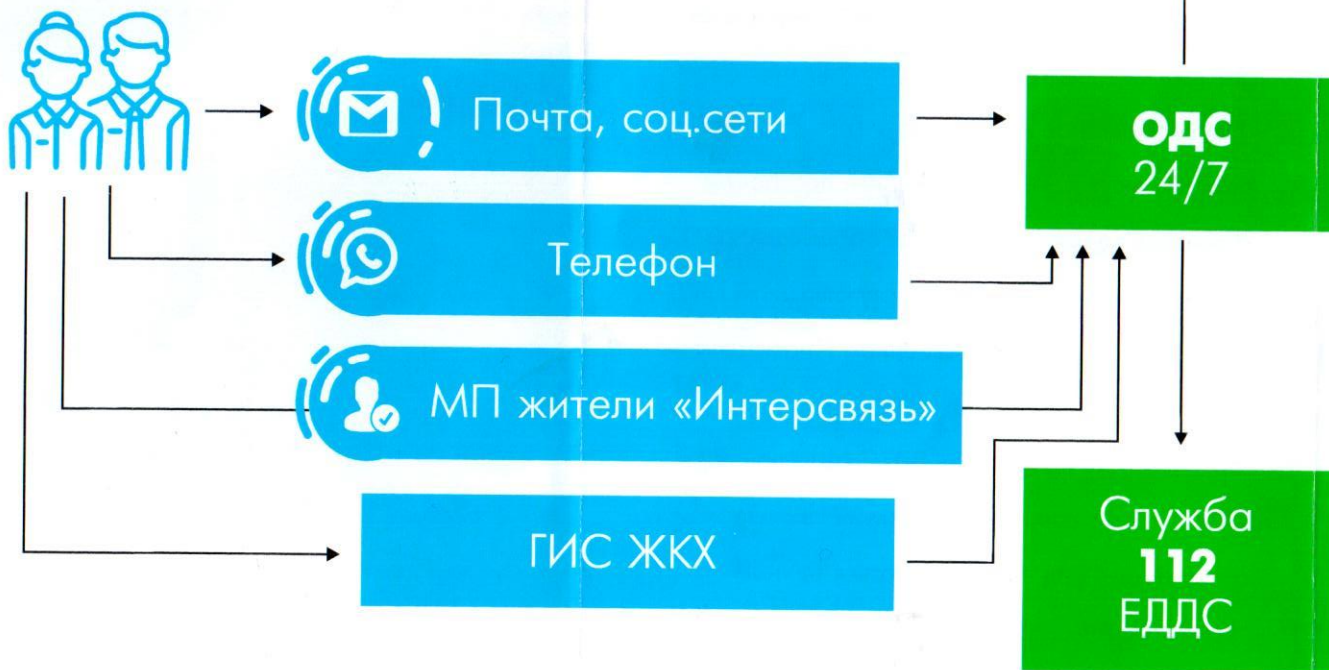 Почта, соц.сети
ОДС
24/7
Телефон
МП жители «Интерсвязь»
ГИС ЖКХ
Служба
112
ЕДДС